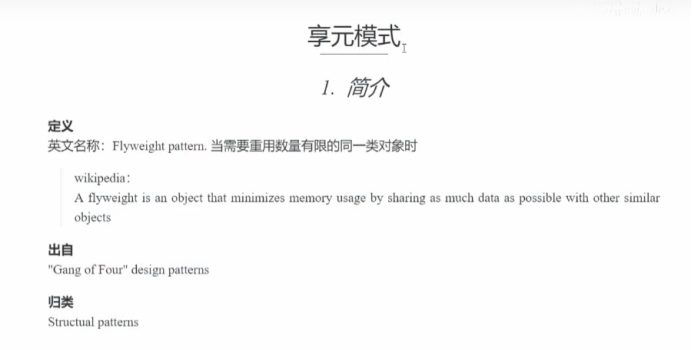 享元模式
1. 简介
定义
英文名称：Flyweight pattern. 当需要重用数量有限的同一类对象时
wikipedia：
A flyweight is an object that minimizes memory usage by sharing as much data as possible with other similar
objects
出自
"Gang of Four" design patterns
归类
Structual patterns